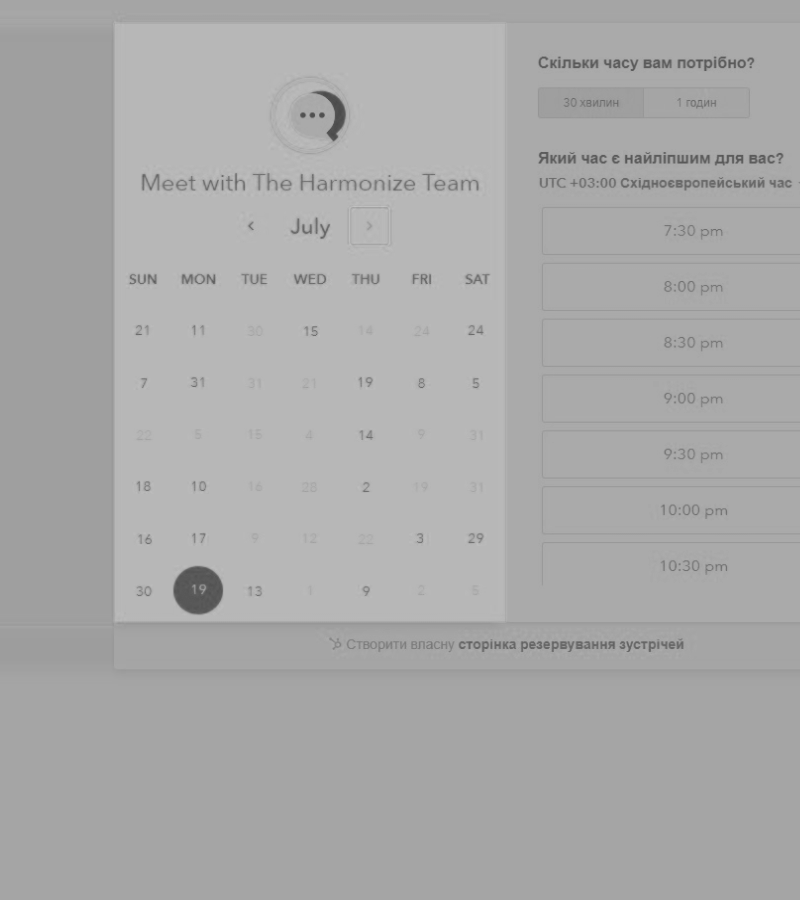 Meet with The Harmonize Team
July
SUN MON TUE WED THU FRI SAT
21 11 30 15 14 24 24
7 31 31 21 19 8 5
22 5 15 4 14 9 31
18 10 16 28 2 19 31
16 17 9 12 22 3 29
30 19 13 1 9 2
Скільки часу вам потрібно?
30 хвилин 1 годин
Який час є найліпшим для вас?
UTC +03:00 Східноєвропейський час
7:30 pm
8:00 pm
8:30 pm
9:00 pm
9:30 pm
10:00 pm
10:30 pm
Створити власну сторінка резервування зустрічей